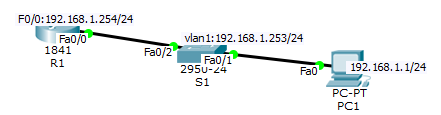 F0/0:192.168.1.254/24
Fa0/0
1841
R1
vlan1:192.168.1.253/24
Fa0/2
Fa0/1
2950-24
S1
Fa0
192.168.1.1/24
PC-PT
PC1